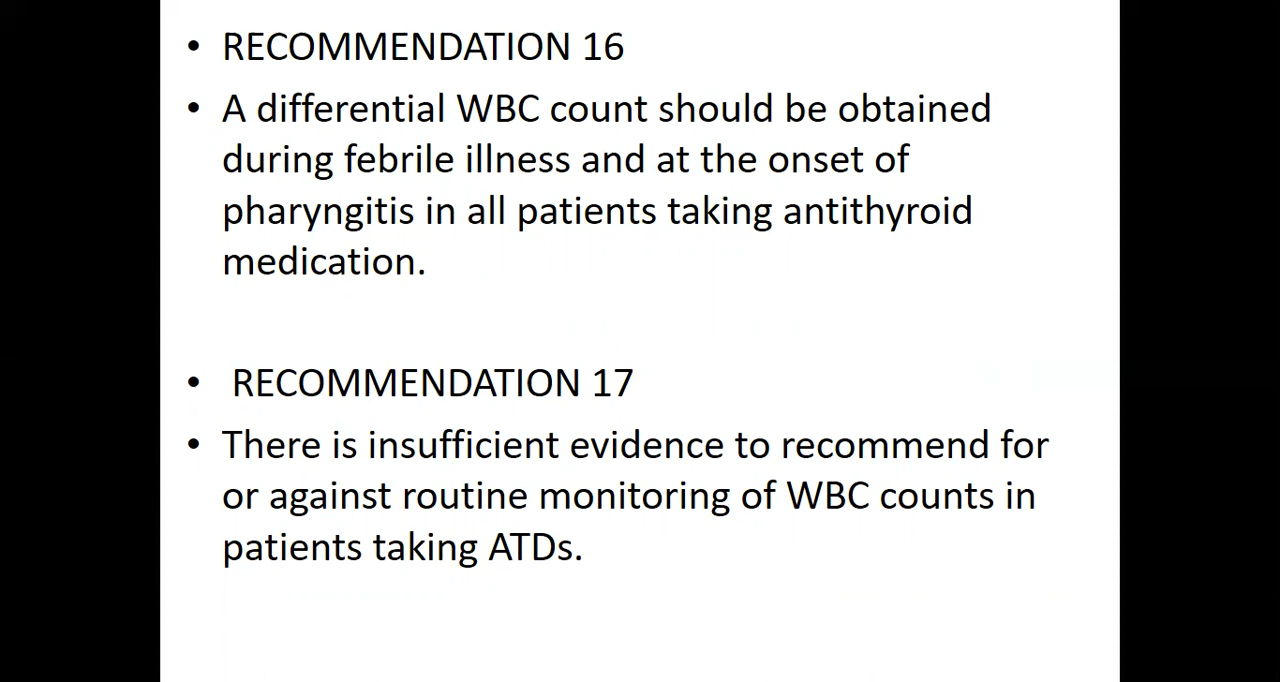 • RECOMMENDATION 16
• A differential WBC count should be obtained
during febrile illness and at the onset of
pharyngitis in all patients taking antithyroid
medication.
• RECOMMENDATION 17
• There is insufficient evidence to recommend for
or against routine monitoring of WBC counts in
patients taking ATDs.